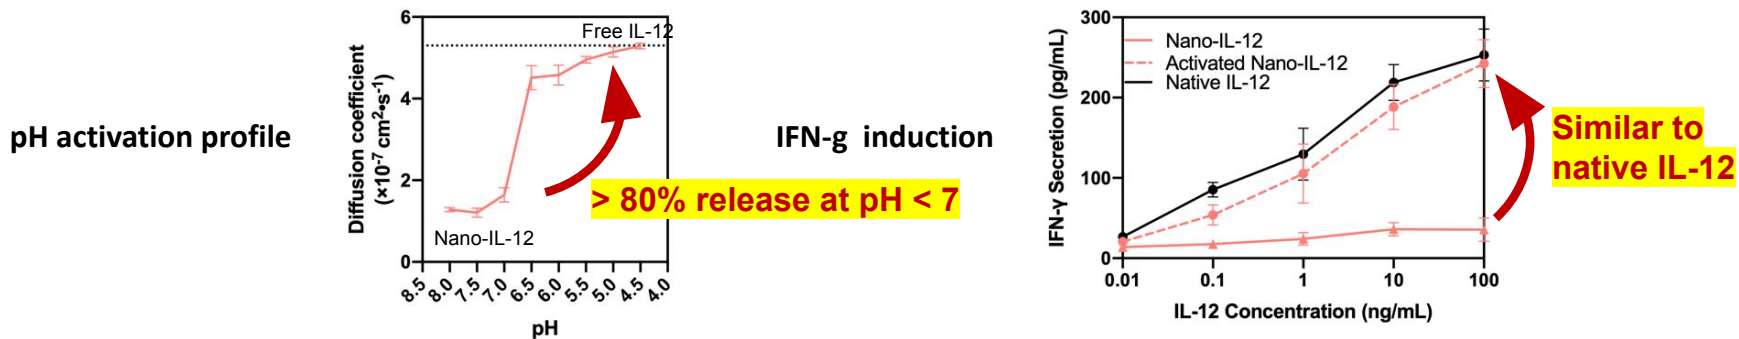 pH activation profile
Diffusion coefficient
(×10⁻⁷ cm²•s⁻¹)
6
4
2
0
Free IL-12
Nano-IL-12
8.5
8.0
7.5
7.0
6.5
6.0
5.5
5.0
4.5
4.0
pH
> 80% release at pH < 7
IFN-g induction
IFN-γ Secretion (pg/mL)
300
200
100
0
Nano-IL-12
Activated Nano-IL-12
Native IL-12
0.01
0.1
1
10
100
IL-12 Concentration (ng/mL)
Similar to
native IL-12